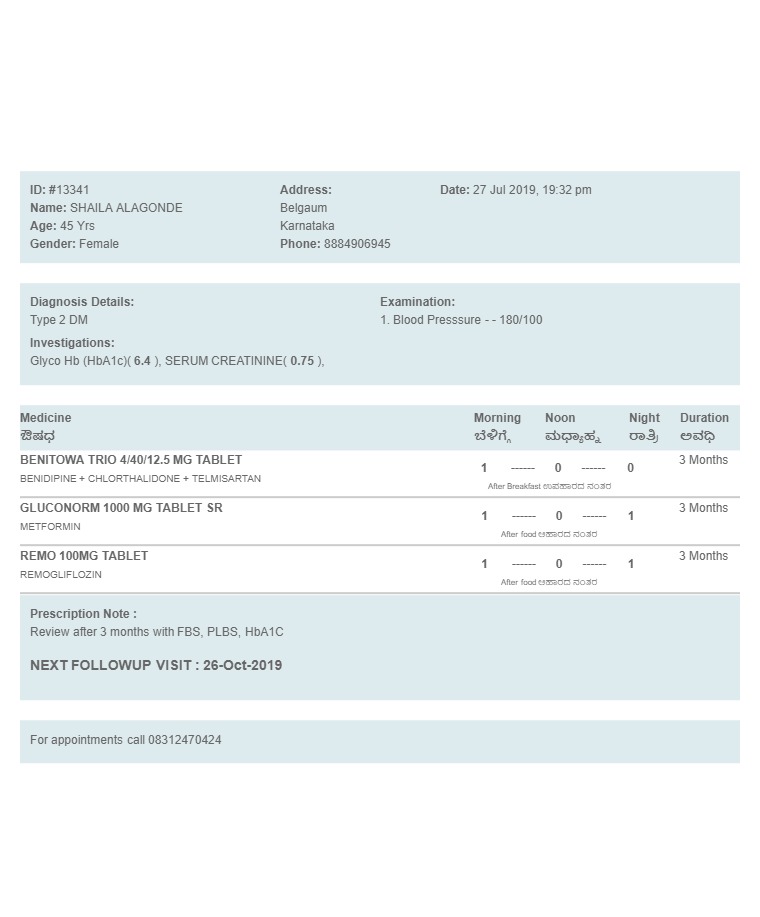 ID: #13341
Name: SHAILA ALAGONDE
Age: 45 Yrs
Gender: Female
Address:
Belgaum
Karnataka
Phone: 8884906945
Date: 27 Jul 2019, 19:32 pm
Diagnosis Details:
Type 2 DM
Examination:
1. Blood Presssure - - 180/100
Investigations:
Glyco Hb (HbA1c)( 6.4 ), SERUM CREATININE( 0.75 ),
Medicine Morning Noon Night Duration
ಔಷಧ ಬೆಳಿಗ್ಗೆ ಮಧ್ಯಾಹ್ನ ರಾತ್ರಿ ಅವಧಿ
BENITOWA TRIO 4/40/12.5 MG TABLET 1 ------ 0 ------ 0 3 Months
BENIDIPINE + CHLORTHALIDONE + TELMISARTAN
After Breakfast ಉಪಹಾರದ ನಂತರ
GLUCONORM 1000 MG TABLET SR 1 ------ 0 ------ 1 3 Months
METFORMIN
After food ಆಹಾರದ ನಂತರ
REMO 100MG TABLET 1 ------ 0 ------ 1 3 Months
REMOGLIFLOZIN
After food ಆಹಾರದ ನಂತರ
Prescription Note :
Review after 3 months with FBS, PLBS, HbA1C
NEXT FOLLOWUP VISIT : 26-Oct-2019
For appointments call 08312470424